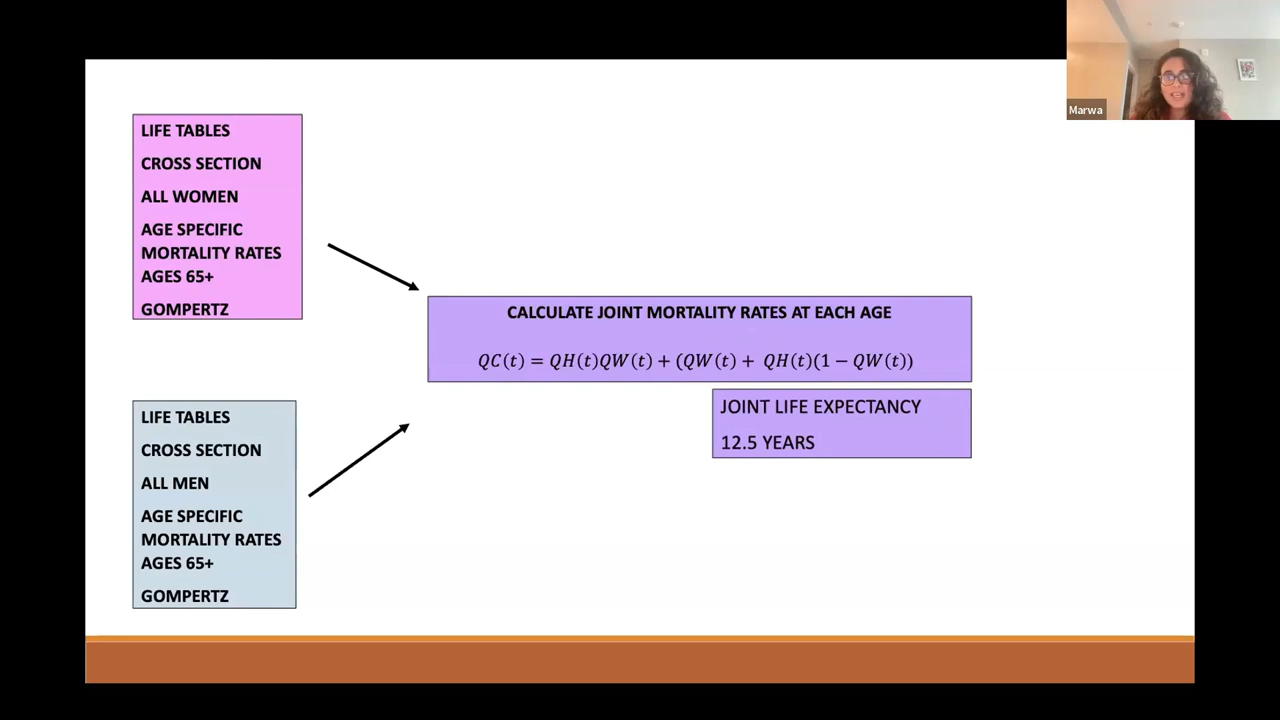 LIFE TABLES
CROSS SECTION
ALL WOMEN
AGE SPECIFIC
MORTALITY RATES
AGES 65+
GOMPERTZ
CALCULATE JOINT MORTALITY RATES AT EACH AGE
QC(t) = QH(t)QW(t) + (QW(t) + QH(t)(1 − QW(t))
JOINT LIFE EXPECTANCY
12.5 YEARS
LIFE TABLES
CROSS SECTION
ALL MEN
AGE SPECIFIC
MORTALITY RATES
AGES 65+
GOMPERTZ
Marwa